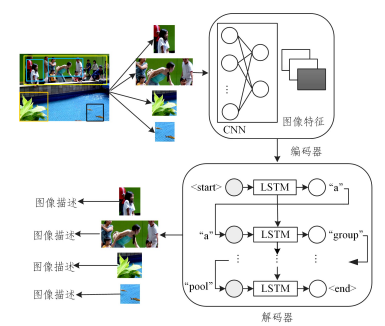 CNN
图像特征
编码器
<start>
LSTM
“a”
“a”
LSTM
“group”
“pool”
LSTM
<end>
解码器
图像描述
图像描述
图像描述
图像描述